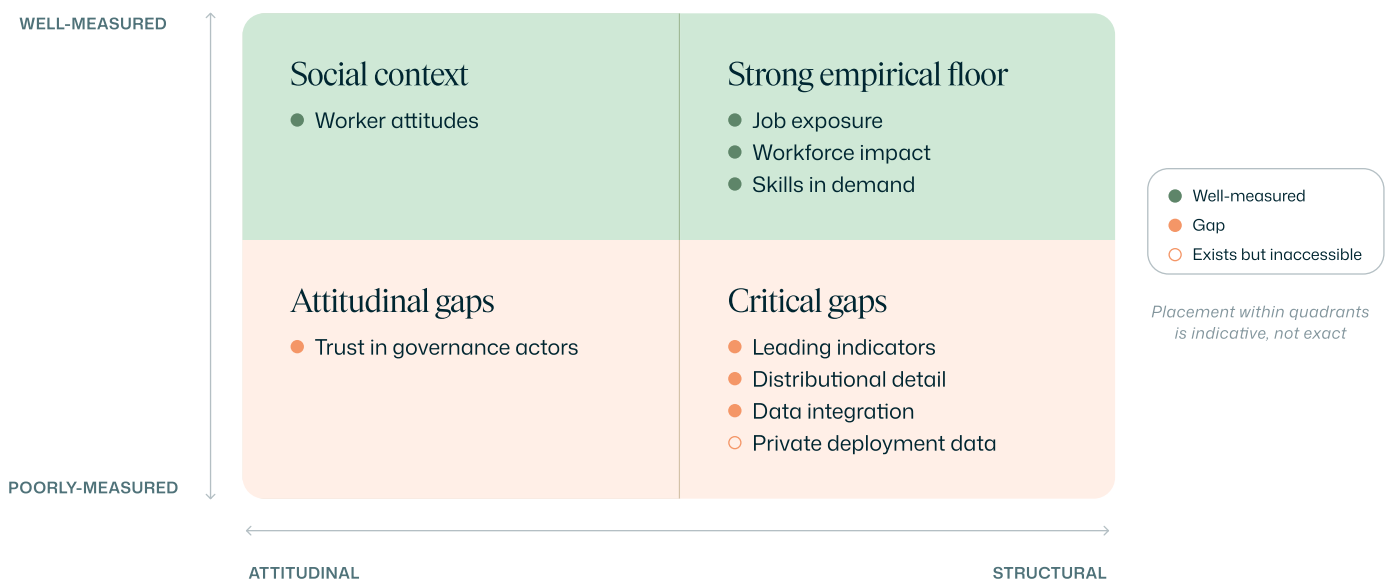 WELL-MEASURED
Social context
Worker attitudes
Strong empirical floor
Job exposure
Workforce impact
Skills in demand
Attitudinal gaps
Trust in governance actors
Critical gaps
Leading indicators
Distributional detail
Data integration
Private deployment data
POORLY-MEASURED
ATTITUDINAL
STRUCTURAL
Well-measured
Gap
Exists but inaccessible
Placement within quadrants
is indicative, not exact